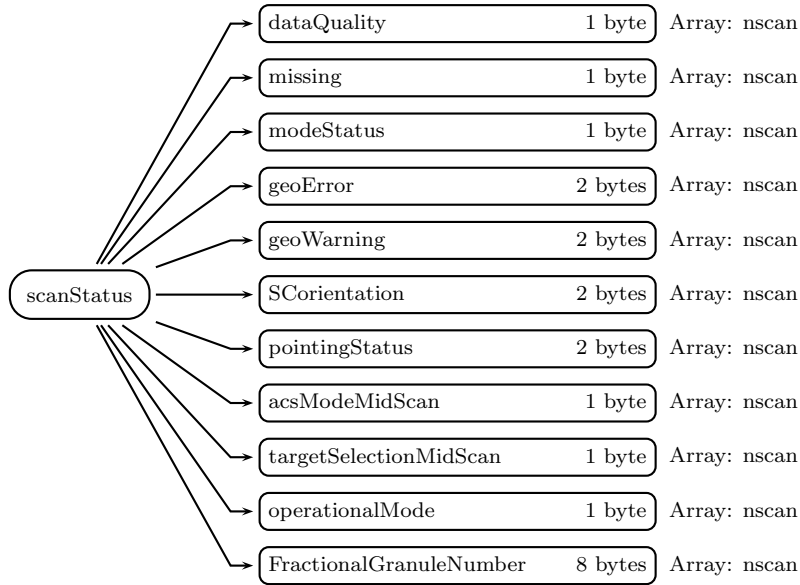 dataQuality 1 byte Array: nscan
missing 1 byte Array: nscan
modeStatus 1 byte Array: nscan
geoError 2 bytes Array: nscan
geoWarning 2 bytes Array: nscan
scanStatus
SCorientation 2 bytes Array: nscan
pointingStatus 2 bytes Array: nscan
acsModeMidScan 1 byte Array: nscan
targetSelectionMidScan 1 byte Array: nscan
operationalMode 1 byte Array: nscan
FractionalGranuleNumber 8 bytes Array: nscan